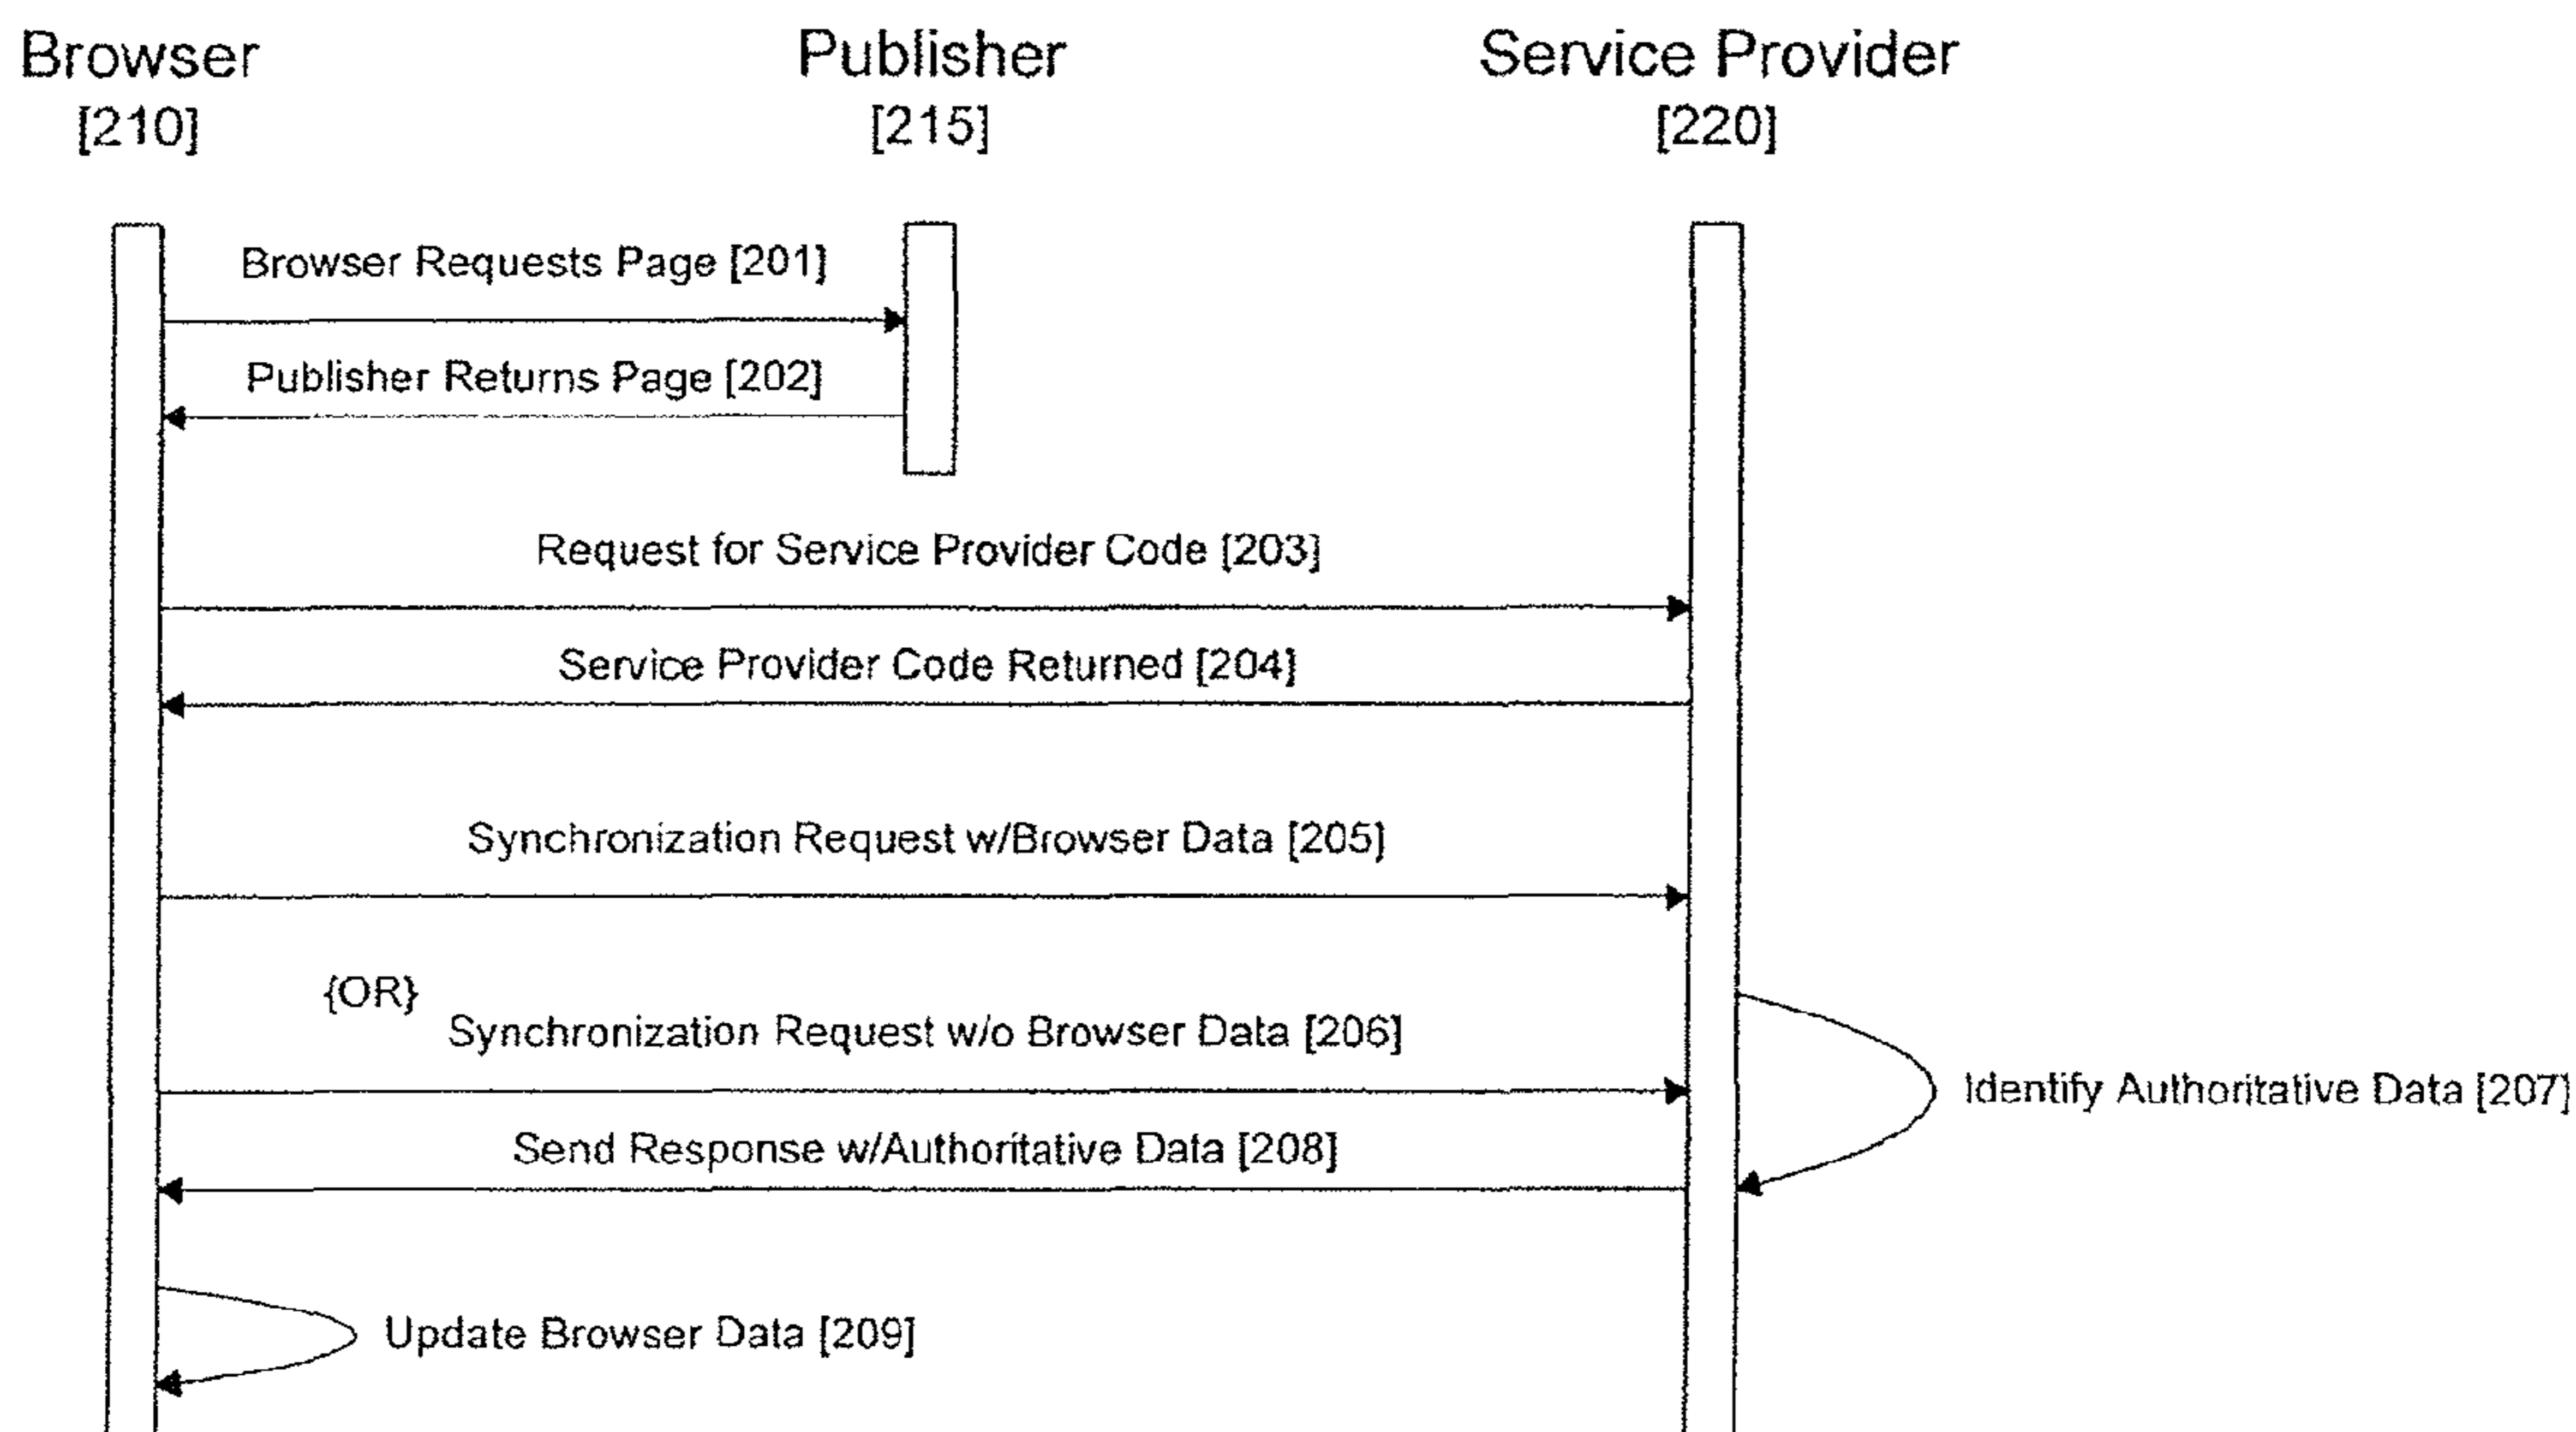 Browser
[210]
Publisher
[215]
Service Provider
[220]
Browser Requests Page [201]
Publisher Returns Page [202]
Request for Service Provider Code [203]
Service Provider Code Returned [204]
Synchronization Request w/Browser Data [205]
{OR}
Synchronization Request w/o Browser Data [206]
Identify Authoritative Data [207]
Send Response w/Authoritative Data [208]
Update Browser Data [209]